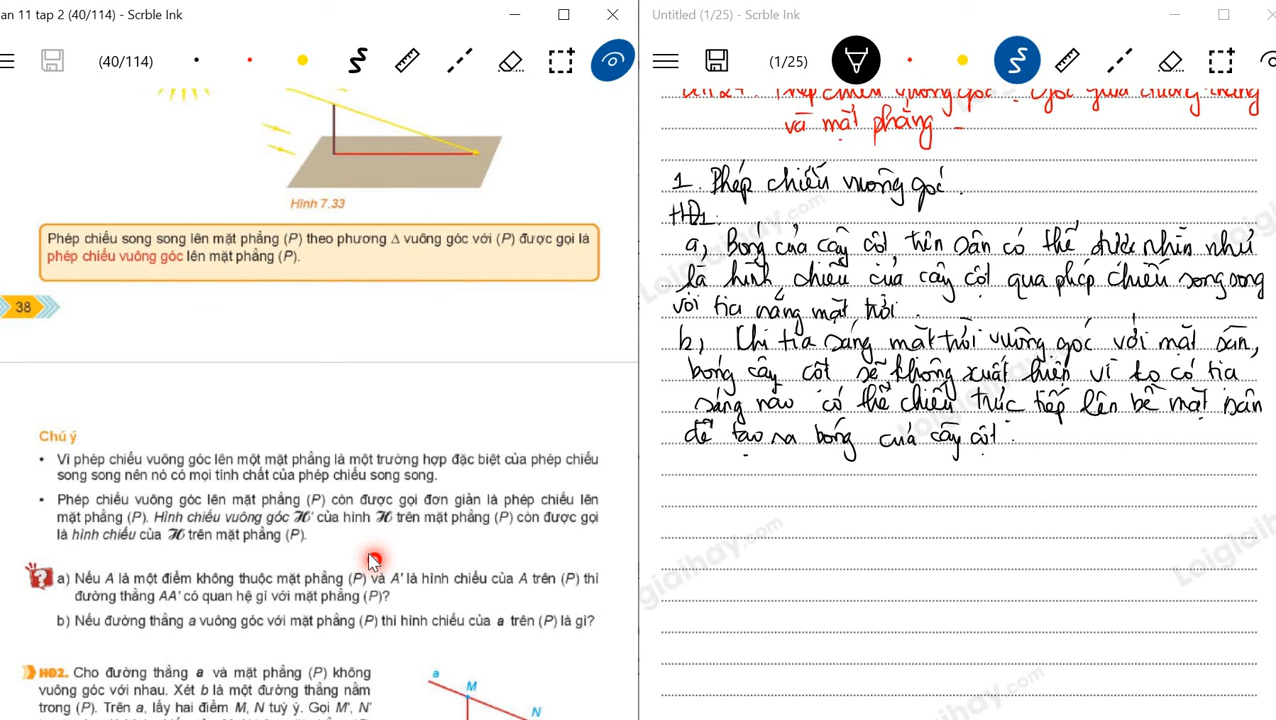 an 11 tap 2 (40/114) - Scrble Ink
(40/114)
Hình 7.33
Phép chiếu song song lên mặt phẳng (P) theo phương Δ vuông góc với (P) được gọi là
phép chiếu vuông góc lên mặt phẳng (P).
38
Chú ý
• Vì phép chiếu vuông góc lên một mặt phẳng là một trường hợp đặc biệt của phép chiếu
song song nên nó có mọi tính chất của phép chiếu song song.
• Phép chiếu vuông góc lên mặt phẳng (P) còn được gọi đơn giản là phép chiếu lên
mặt phẳng (P). Hình chiếu vuông góc ℋ' của hình ℋ trên mặt phẳng (P) còn được gọi
là hình chiếu của ℋ trên mặt phẳng (P).
?
a) Nếu A là một điểm không thuộc mặt phẳng (P) và A' là hình chiếu của A trên (P) thì
đường thẳng AA' có quan hệ gì với mặt phẳng (P)?
b) Nếu đường thẳng a vuông góc với mặt phẳng (P) thì hình chiếu của a trên (P) là gì?
HĐ2. Cho đường thẳng a và mặt phẳng (P) không
vuông góc với nhau. Xét b là một đường thẳng nằm
trong (P). Trên a, lấy hai điểm M, N tuỳ ý. Gọi M', N'
a
M
N
Untitled (1/25) - Scrble Ink
(1/25)
Phép chiếu vuông góc. Góc giữa đường thẳng
và mặt phẳng
1. Phép chiếu vuông góc.
HĐ1.
a, Bóng của cây cột trên sân có thể được nhìn như
là hình chiếu của cây cột qua phép chiếu song song
với tia nắng mặt trời.
b, Khi tia sáng mặt trời vuông góc với mặt sân,
bóng cây cột sẽ không xuất hiện vì ko có tia
sáng nào có thể chiếu trực tiếp lên bề mặt sân
để tạo ra bóng của cây cột.
Loigiaihay.com
giaihay.com
Loigiaihay